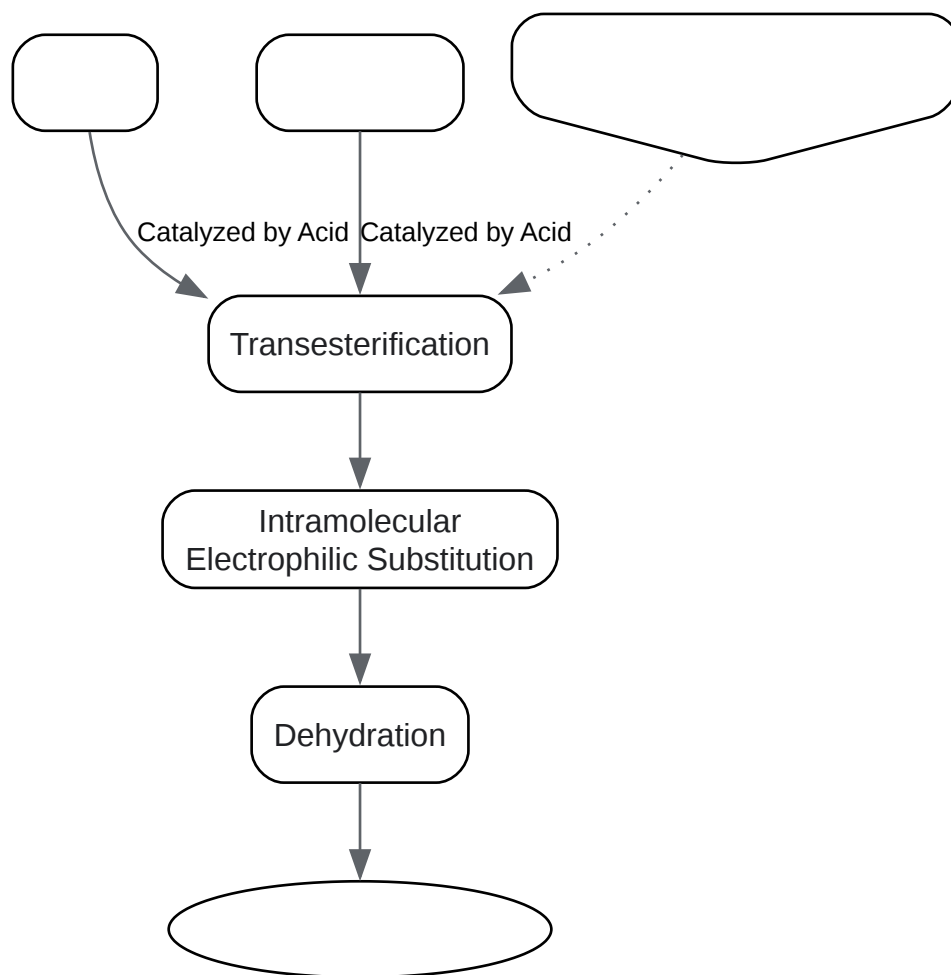 Catalyzed by Acid
Catalyzed by Acid
Transesterification
Intramolecular
Electrophilic Substitution
Dehydration